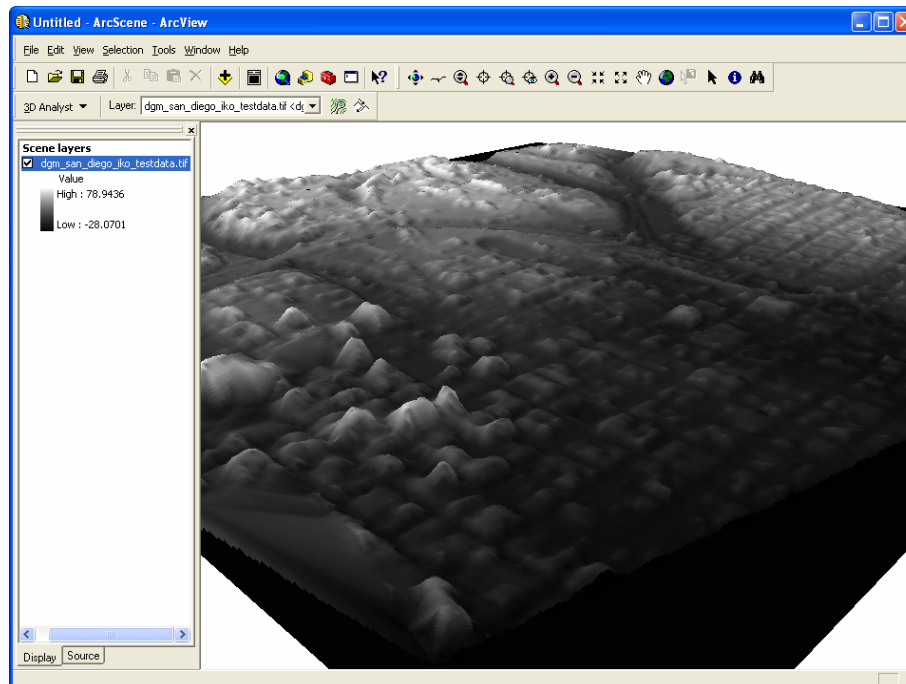 Untitled - ArcScene - ArcView
File Edit View Selection Tools Window Help
3D Analyst Layer: dgm_san_diego_iko_testdata.tif <dg
Scene layers
dgm_san_diego_iko_testdata.tif
Value
High : 78.9436
Low : -28.0701
Display Source